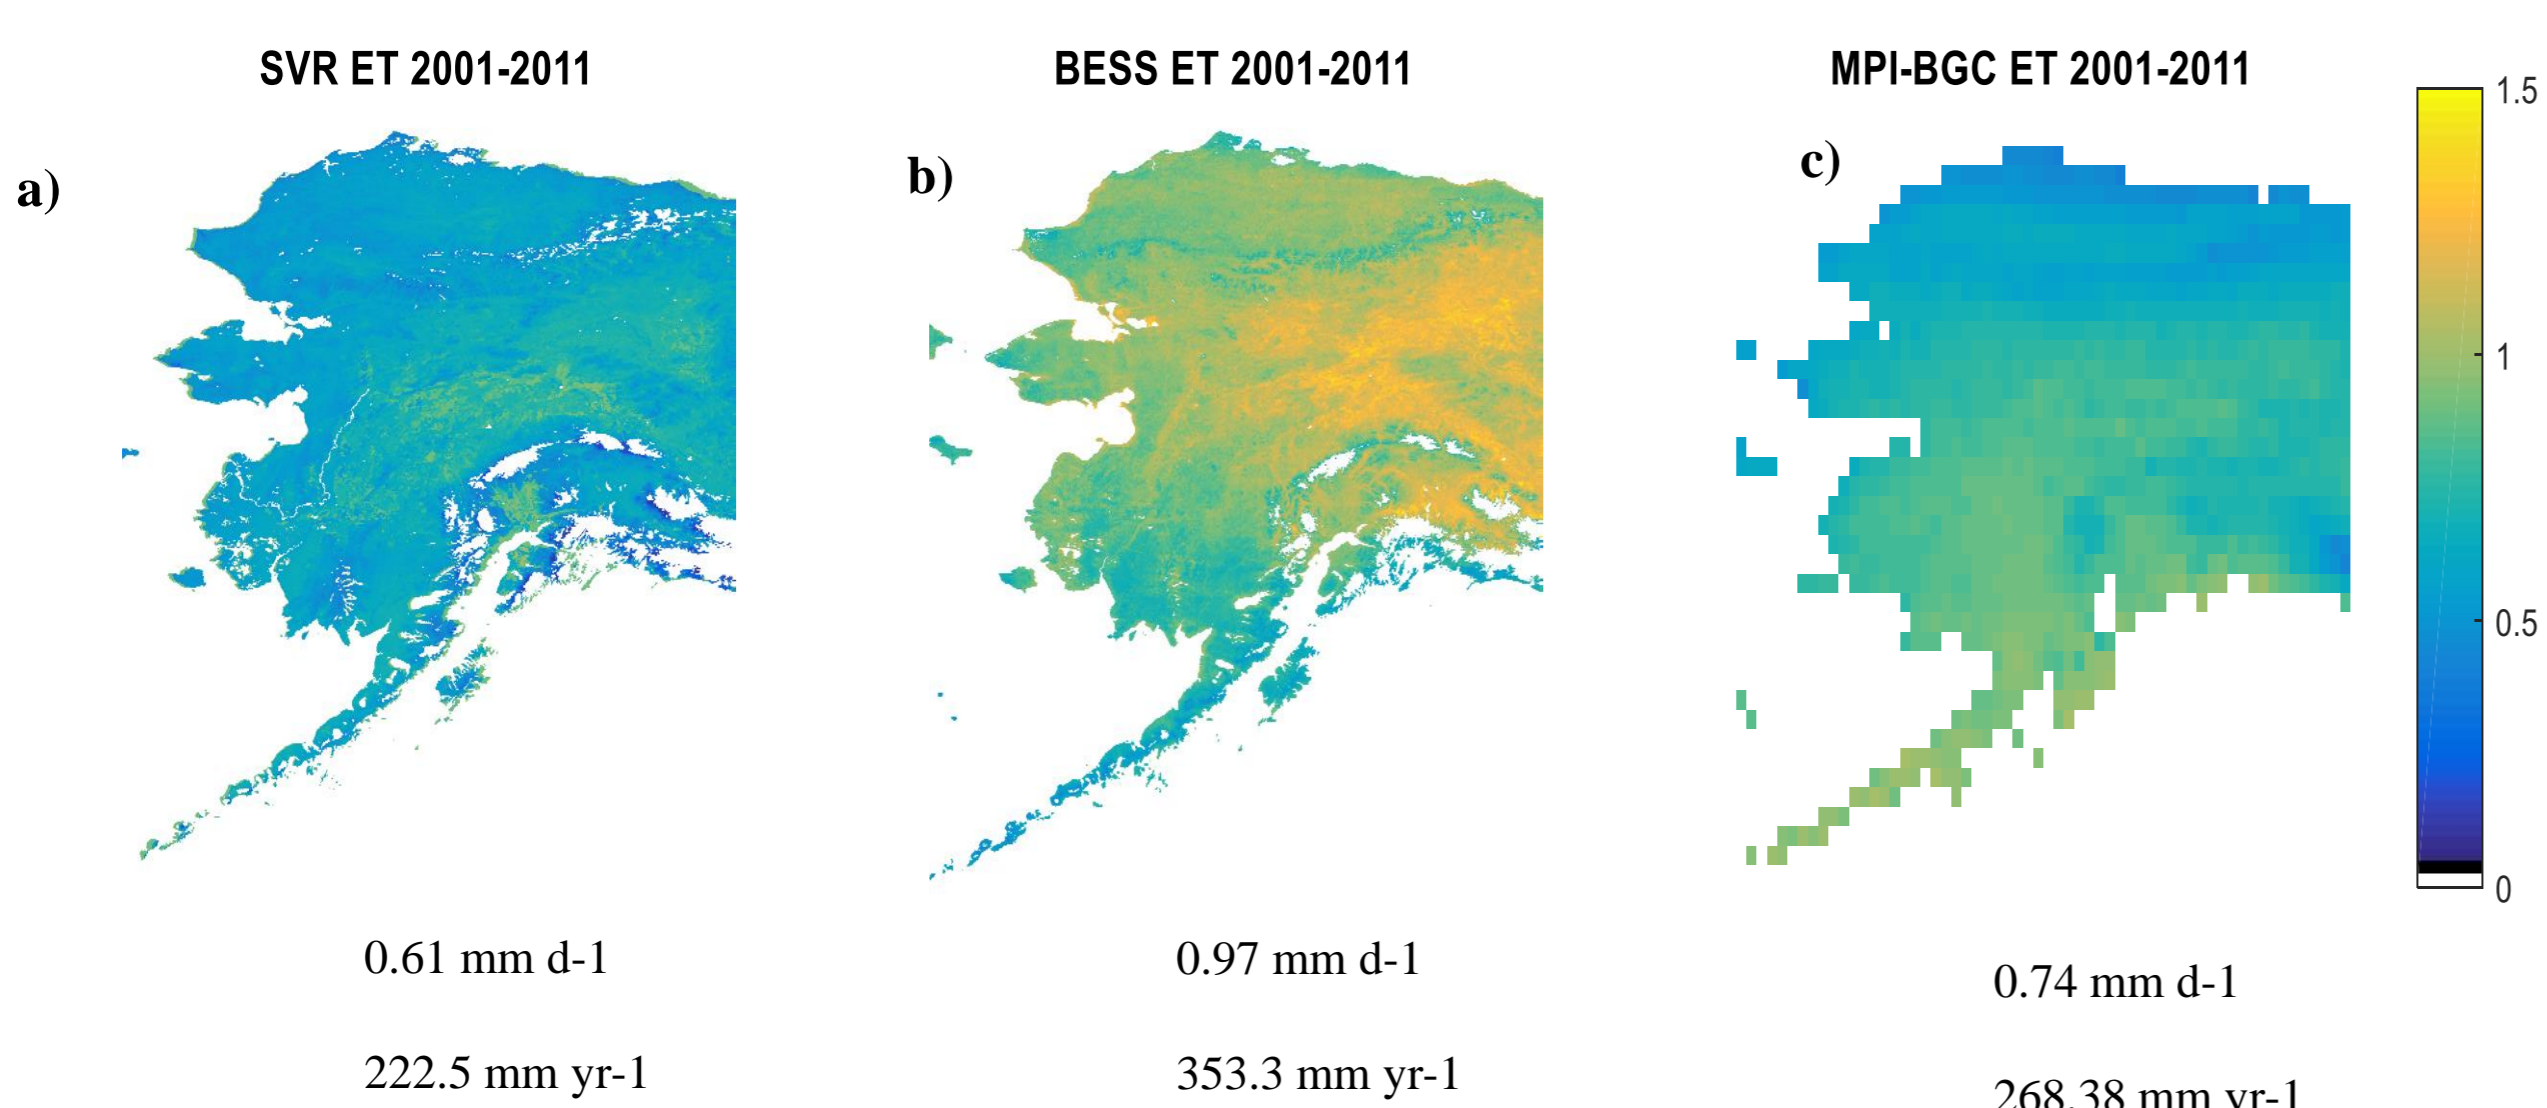 SVR ET 2001-2011
BESS ET 2001-2011
MPI-BGC ET 2001-2011
a)
b)
c)
1.5
1
0.5
0
0.61 mm d-1
0.97 mm d-1
0.74 mm d-1
222.5 mm yr-1
353.3 mm yr-1
268.38 mm yr-1